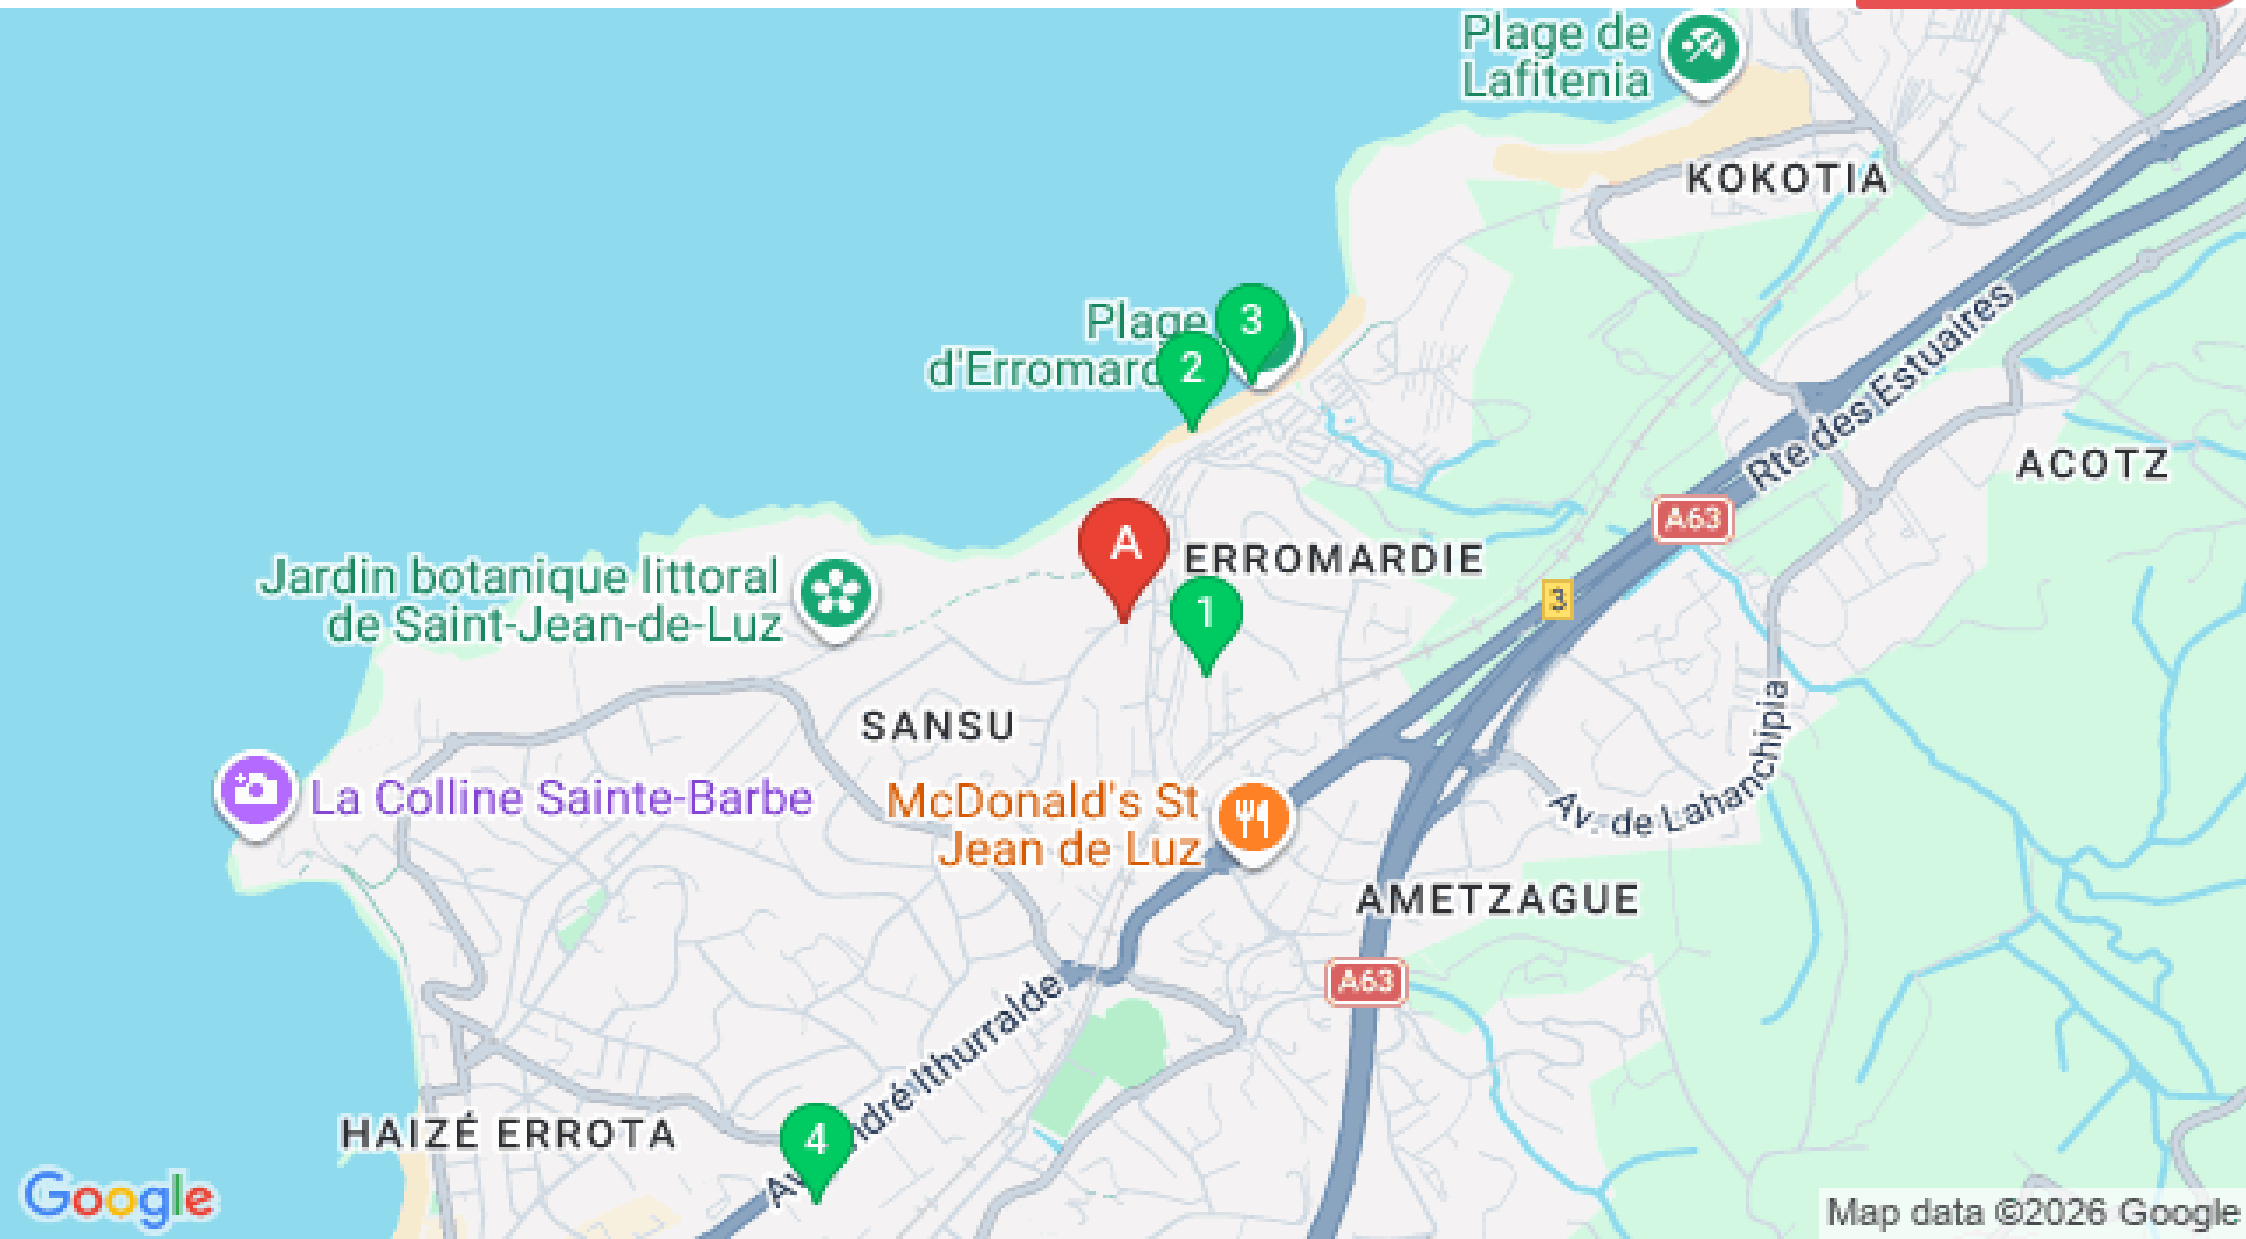 Plage de
Lafitenia
KOKOTIA
Plage
3
d'Erromard
2
Rte des Estuaires
ACOTZ
A63
A
ERROMARDIE
Jardin botanique littoral
de Saint-Jean-de-Luz
3
1
SANSU
La Colline Sainte-Barbe
McDonald's St
Jean de Luz
Av. de Lahanchipia
AMETZAGUE
A63
HAIZÉ ERROTA
4
Av. André Ithurralde
Google
Map data ©2026 Google